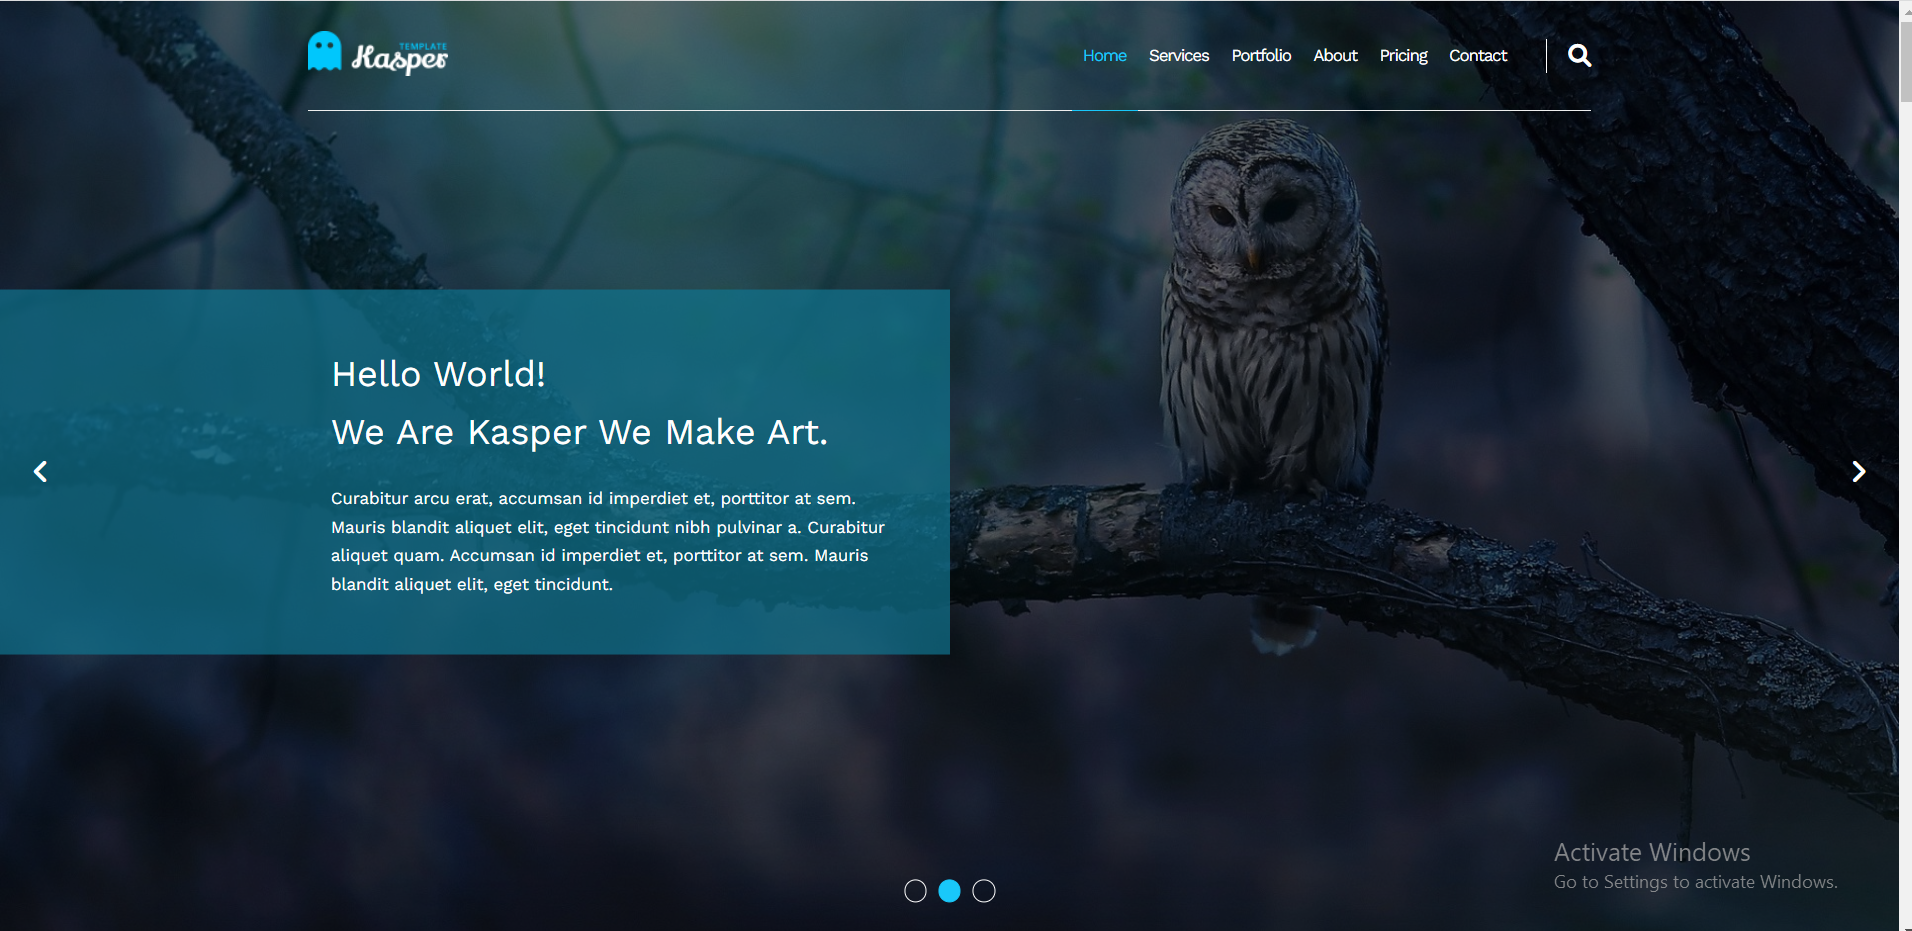 TEMPLATE
Kasper
Home Services Portfolio About Pricing Contact
Hello World!
We Are Kasper We Make Art.
Curabitur arcu erat, accumsan id imperdiet et, porttitor at sem.
Mauris blandit aliquet elit, eget tincidunt nibh pulvinar a. Curabitur
aliquet quam. Accumsan id imperdiet et, porttitor at sem. Mauris
blandit aliquet elit, eget tincidunt.
Activate Windows
Go to Settings to activate Windows.